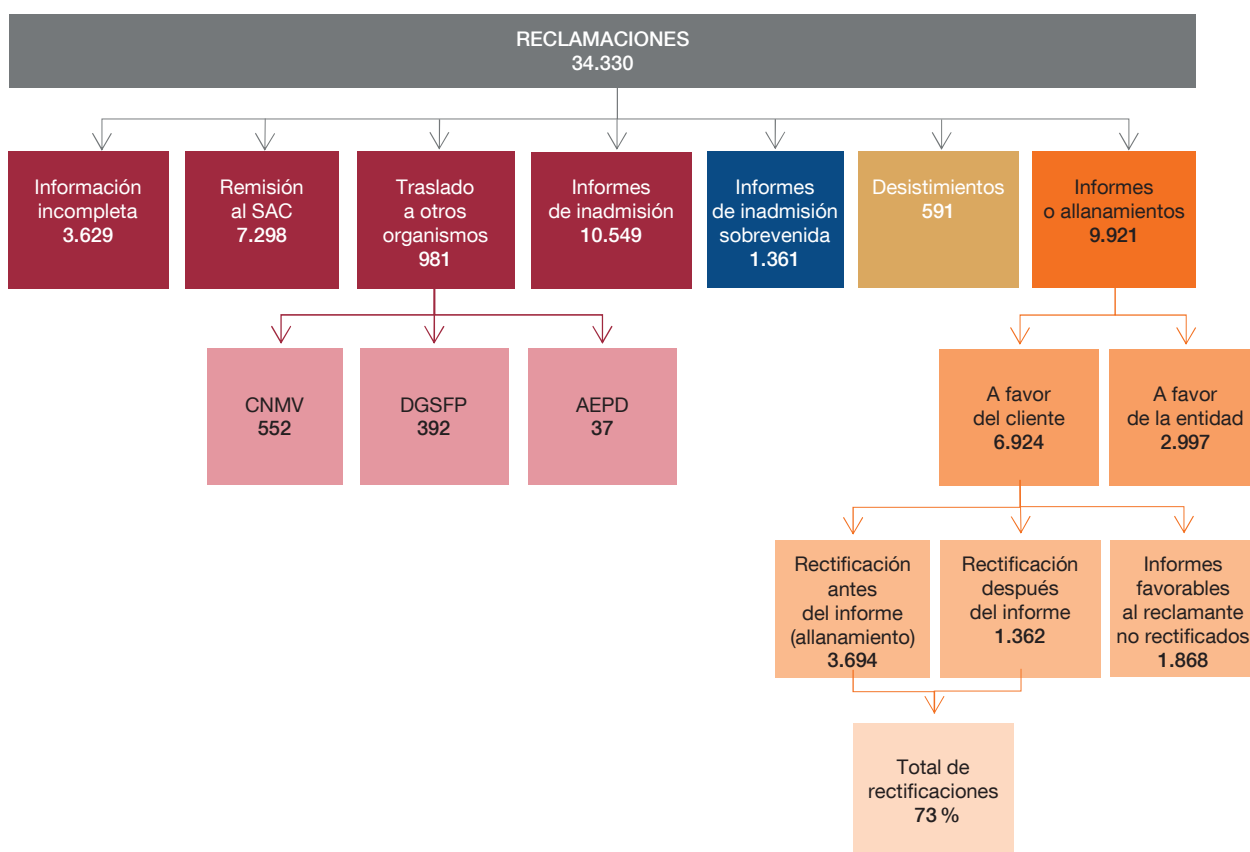 RECLAMACIONES
34.330
Información
incompleta
3.629
Remisión
al SAC
7.298
Traslado
a otros
organismos
981
Informes
de inadmisión
10.549
Informes
de inadmisión
sobrevenida
1.361
Desistimientos
591
Informes
o allanamientos
9.921
CNMV
552
DGSFP
392
AEPD
37
A favor
del cliente
6.924
A favor
de la entidad
2.997
Rectificación
antes
del informe
(allanamiento)
3.694
Rectificación
después
del informe
1.362
Informes
favorables
al reclamante
no rectificados
1.868
Total de
rectificaciones
73 %